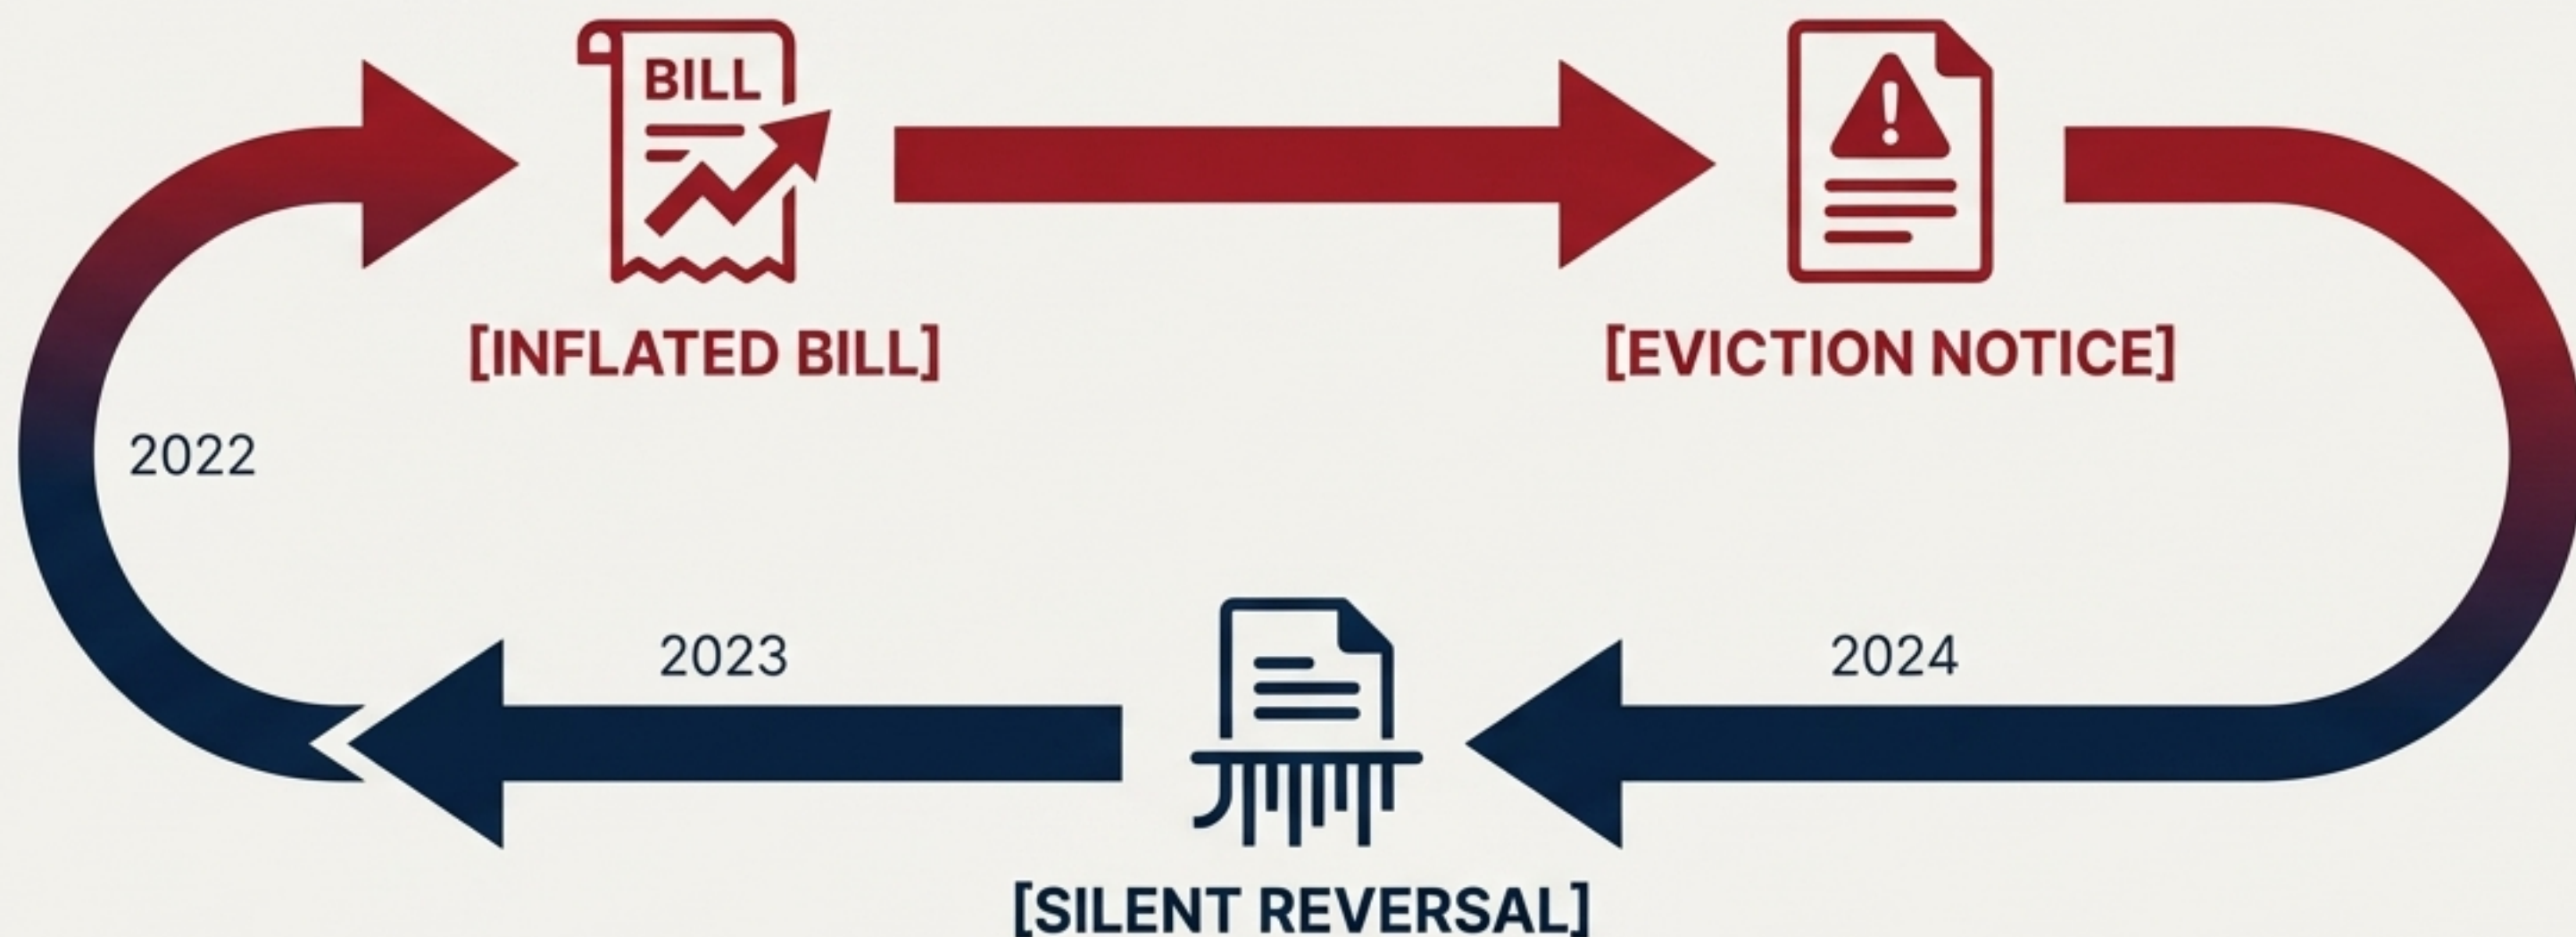 BILL
[INFLATED BILL]
[EVICTION NOTICE]
2022
2023
2024
[SILENT REVERSAL]